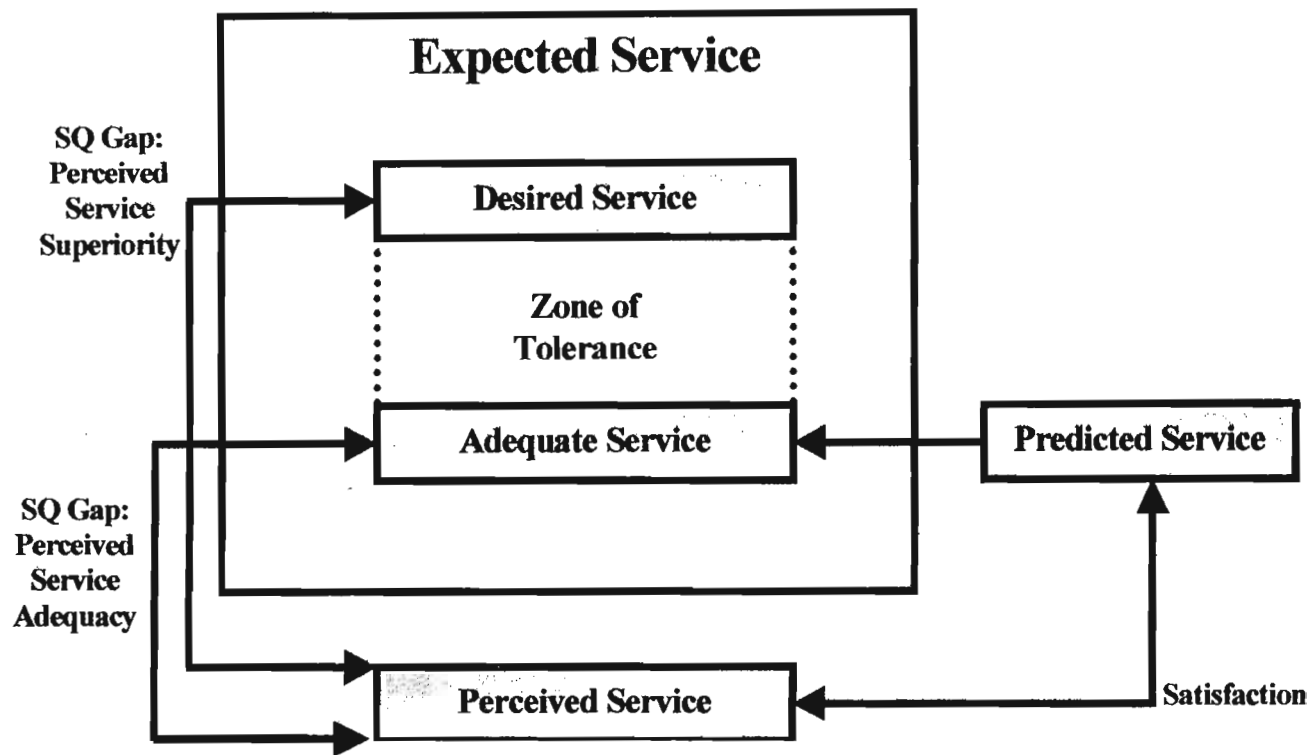 Expected Service
SQ Gap:
Perceived
Service
Superiority
Desired Service
Zone of
Tolerance
Adequate Service
Predicted Service
SQ Gap:
Perceived
Service
Adequacy
Perceived Service
Satisfaction